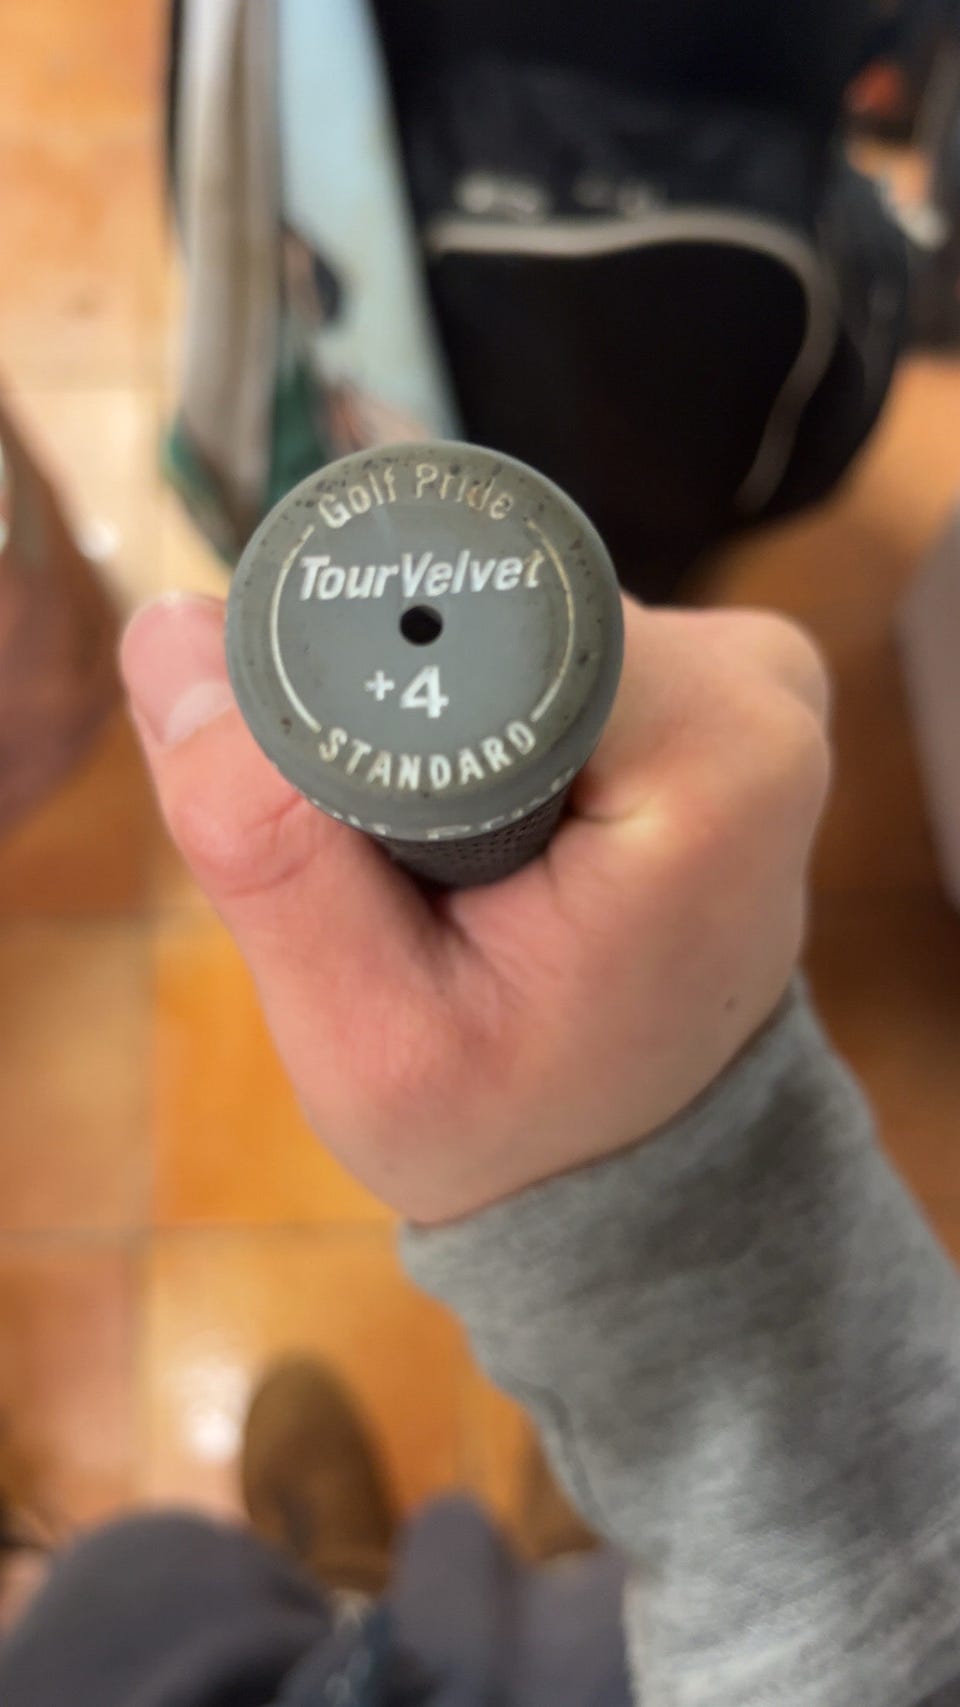 Golf Pride
TourVelvet
+4
STANDARD